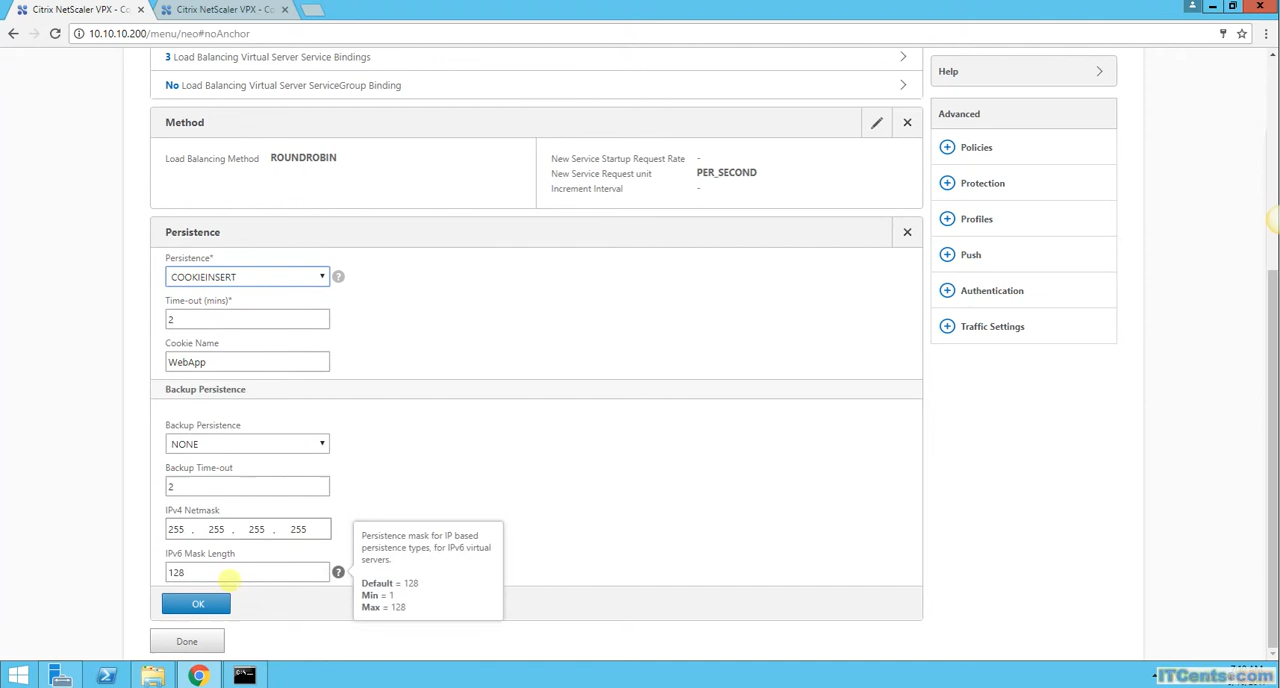 Citrix NetScaler VPX - Co
Citrix NetScaler VPX - Co
10.10.10.200/menu/neo#noAnchor
3 Load Balancing Virtual Server Service Bindings
No Load Balancing Virtual Server ServiceGroup Binding
Help
Advanced
Policies
Protection
Profiles
Push
Authentication
Traffic Settings
Method
Load Balancing Method ROUNDROBIN
New Service Startup Request Rate -
New Service Request unit PER_SECOND
Increment Interval -
Persistence
Persistence*
COOKIEINSERT
Time-out (mins)*
2
Cookie Name
WebApp
Backup Persistence
Backup Persistence
NONE
Backup Time-out
2
IPv4 Netmask
255 . 255 . 255 . 255
IPv6 Mask Length
128
Persistence mask for IP based
persistence types, for IPv6 virtual
servers.
Default = 128
Min = 1
Max = 128
OK
Done
ITCents.com